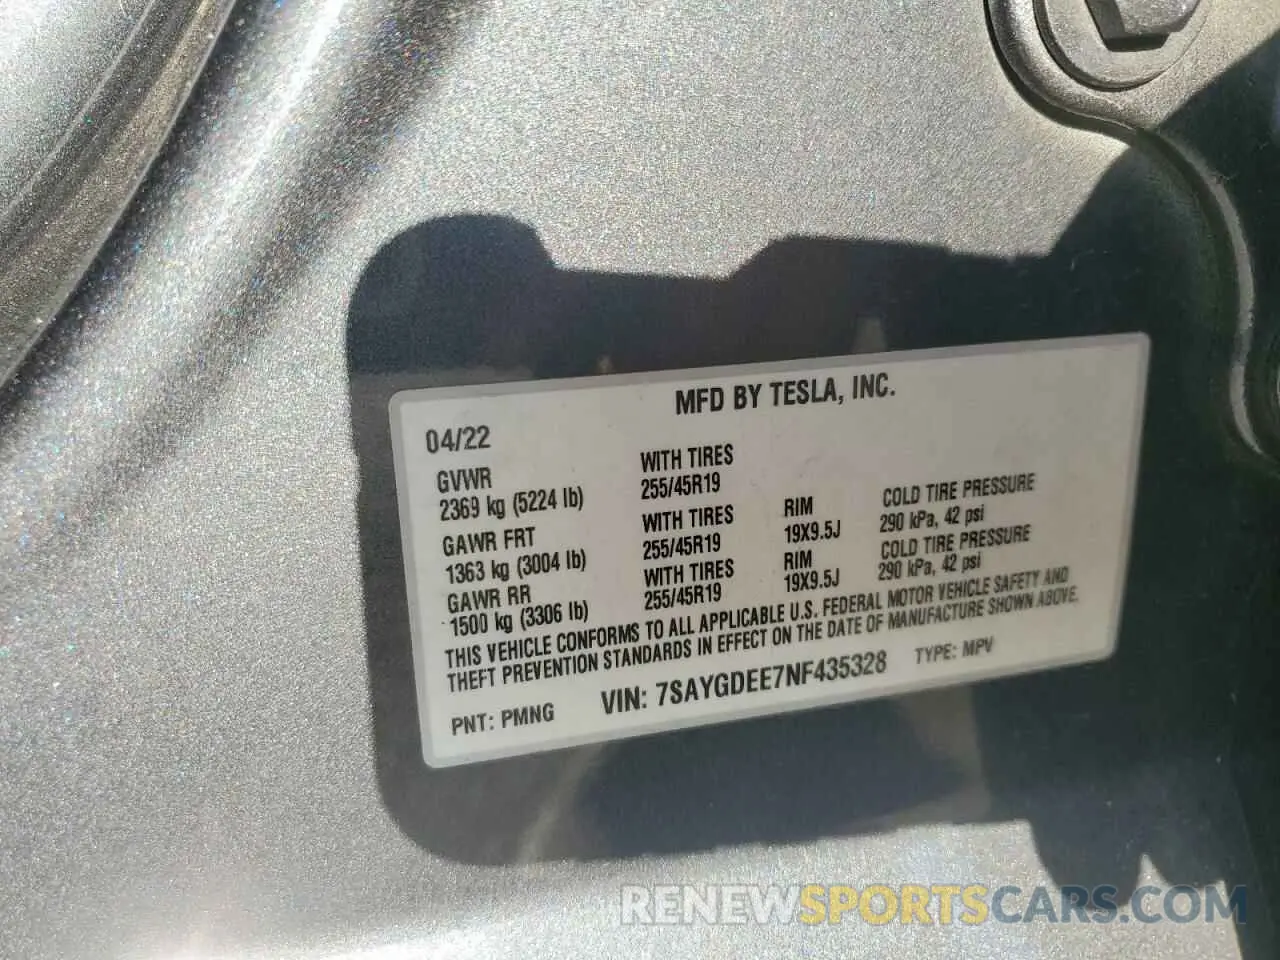 MFD BY TESLA, INC.
04/22
GVWR
2369 kg (5224 lb)
WITH TIRES
255/45R19
GAWR FRT
1363 kg (3004 lb)
WITH TIRES
255/45R19
RIM
19X9.5J
COLD TIRE PRESSURE
290 kPa, 42 psi
GAWR RR
1500 kg (3306 lb)
WITH TIRES
255/45R19
RIM
19X9.5J
COLD TIRE PRESSURE
290 kPa, 42 psi
THIS VEHICLE CONFORMS TO ALL APPLICABLE U.S. FEDERAL MOTOR VEHICLE SAFETY AND
THEFT PREVENTION STANDARDS IN EFFECT ON THE DATE OF MANUFACTURE SHOWN ABOVE.
PNT: PMNG VIN: 7SAYGDEE7NF435328 TYPE: MPV
RENEWSPORTSCARS.COM